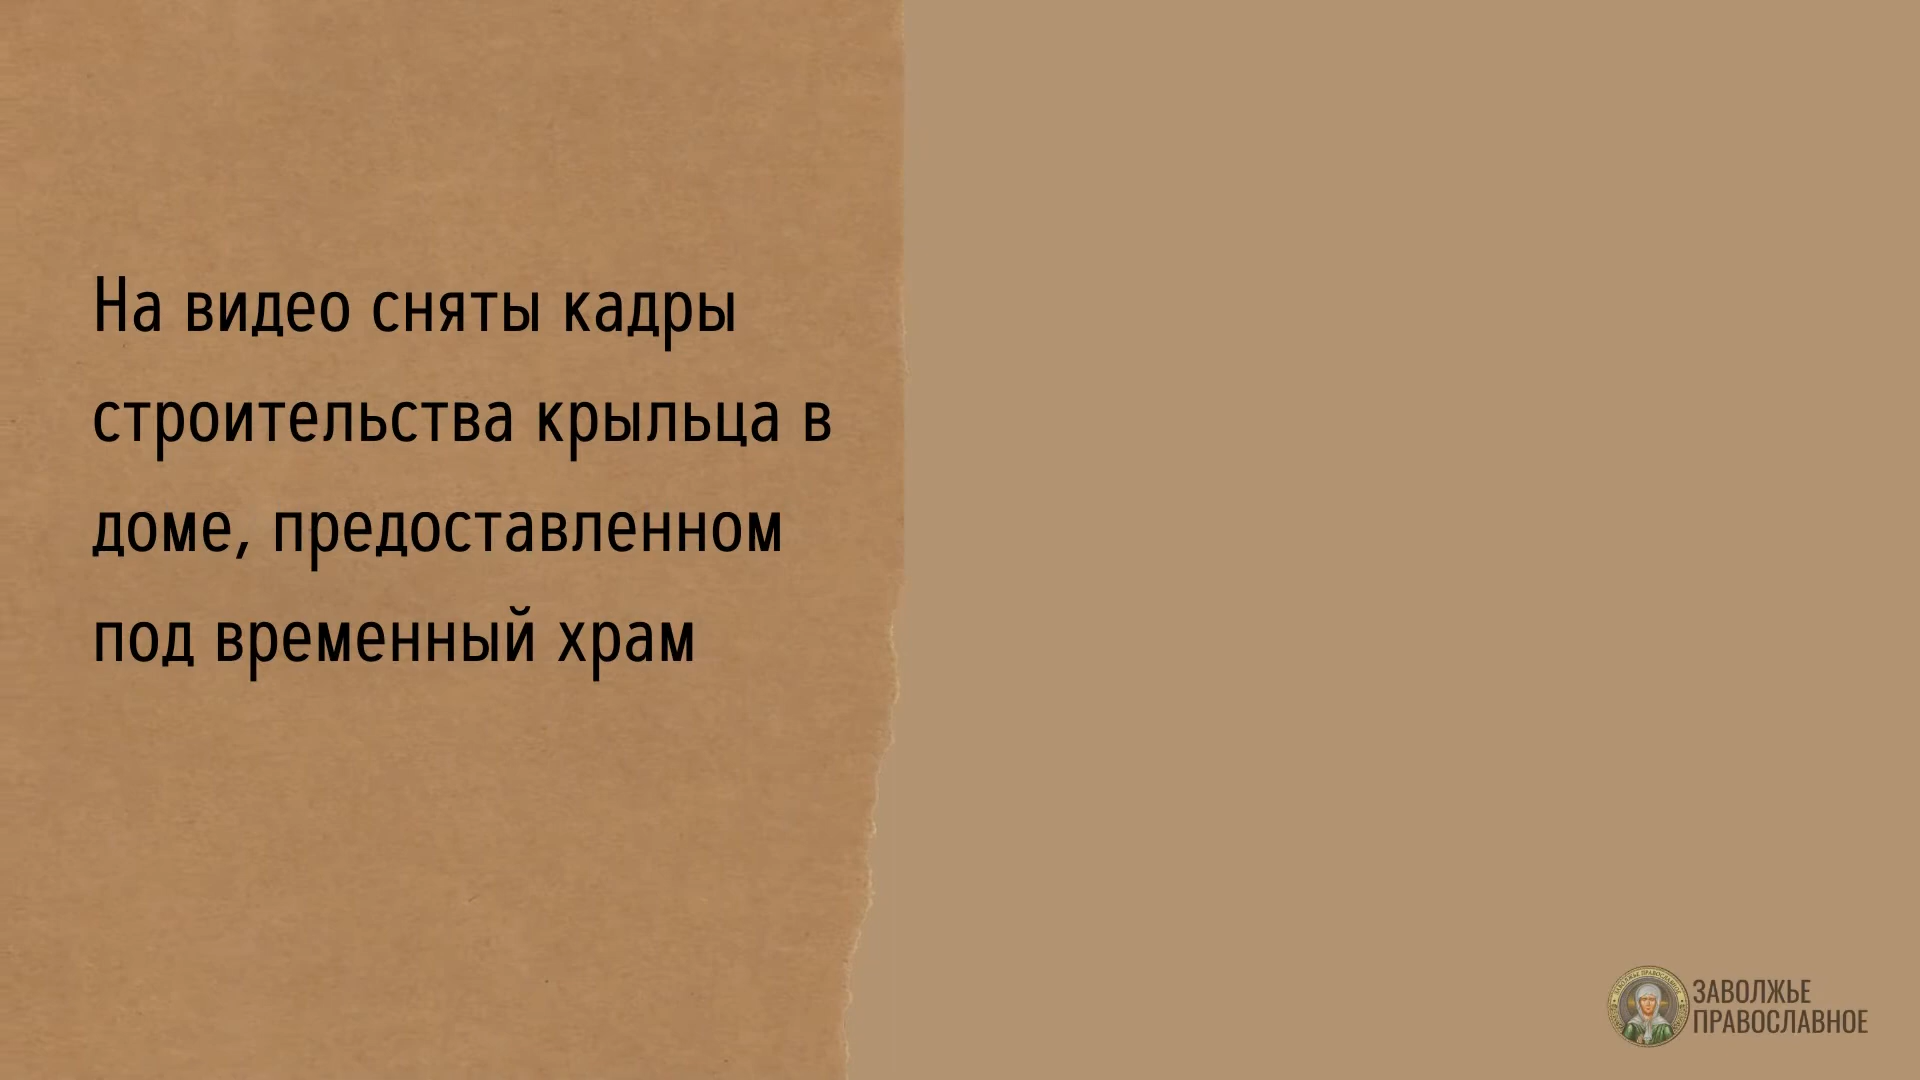 На видео сняты кадры
строительства крыльца в
доме, предоставленном
под временный храм
ЗАВОЛЖЬЕ
ПРАВОСЛАВНОЕ